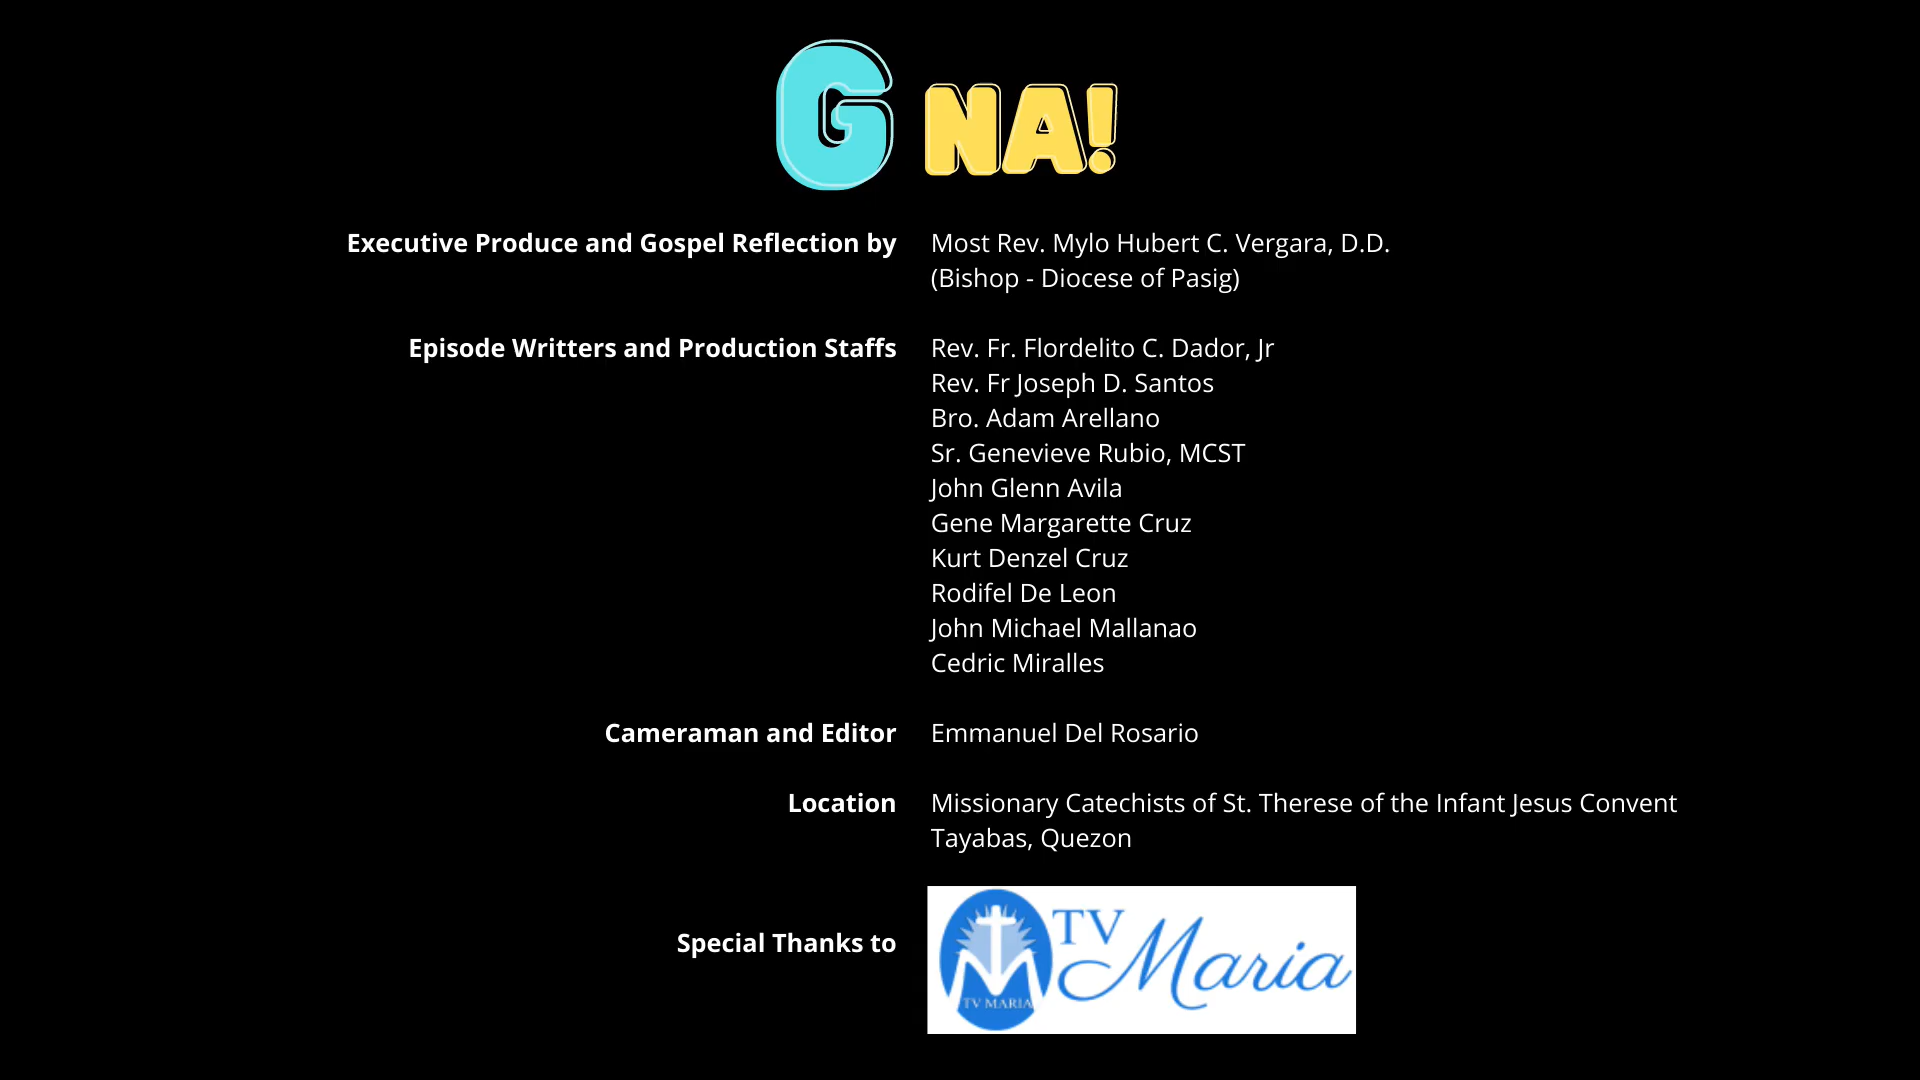 G NA!
Executive Produce and Gospel Reflection by Most Rev. Mylo Hubert C. Vergara, D.D.
(Bishop - Diocese of Pasig)
Episode Writters and Production Staffs Rev. Fr. Flordelito C. Dador, Jr
Rev. Fr Joseph D. Santos
Bro. Adam Arellano
Sr. Genevieve Rubio, MCST
John Glenn Avila
Gene Margarette Cruz
Kurt Denzel Cruz
Rodifel De Leon
John Michael Mallanao
Cedric Miralles
Cameraman and Editor Emmanuel Del Rosario
Location Missionary Catechists of St. Therese of the Infant Jesus Convent
Tayabas, Quezon
Special Thanks to TV Maria
TV MARIA